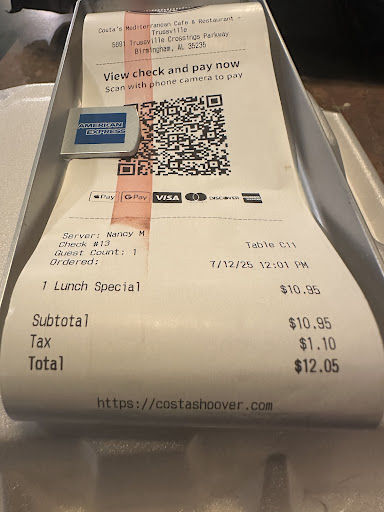 Costa's Mediterranean Cafe & Restaurant -
Trussville
5891 Trussville Crossings Parkway
Birmingham, AL 35235
View check and pay now
Scan with phone camera to pay
AMERICAN
EXPRESS
Pay G Pay VISA DISCOVER
Server: Nancy M
Check #13 Table C11
Guest Count: 1
Ordered: 7/12/25 12:01 PM
1 Lunch Special $10.95
Subtotal $10.95
Tax $1.10
Total $12.05
https://costashoover.com